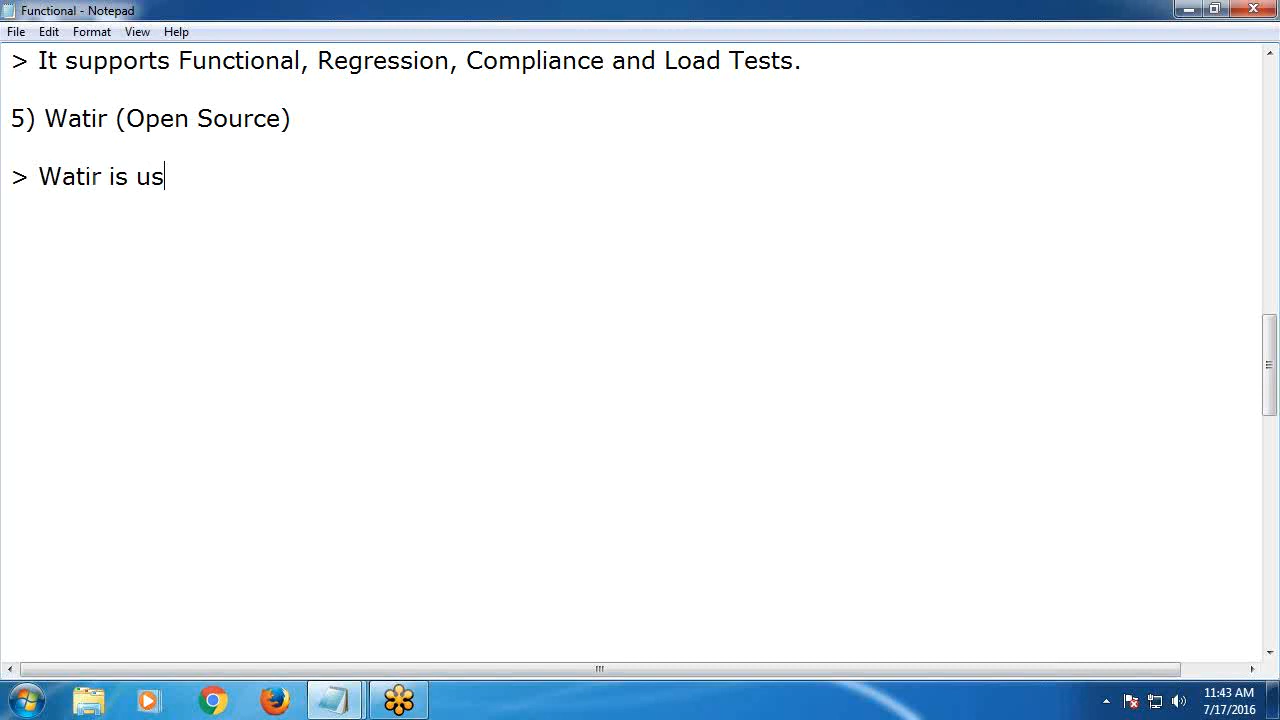 Functional - Notepad
File Edit Format View Help
> It supports Functional, Regression, Compliance and Load Tests.
5) Watir (Open Source)
> Watir is us
11:43 AM
7/17/2016